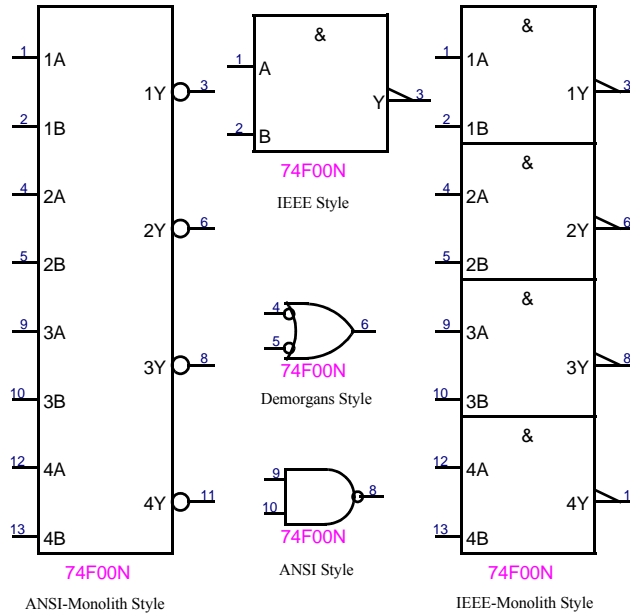 1 1A
1Y 3
2 1B
4 2A
2Y 6
5 2B
9 3A
3Y 8
10 3B
12 4A
4Y 11
13 4B
74F00N
ANSI-Monolith Style
&
1 A
Y 3
2 B
74F00N
IEEE Style
4
6
5
74F00N
Demorgans Style
9
8
10
74F00N
ANSI Style
&
1 1A
1Y 3
2 1B
&
4 2A
2Y 6
5 2B
&
9 3A
3Y 8
10 3B
&
12 4A
4Y 1
13 4B
74F00N
IEEE-Monolith Style